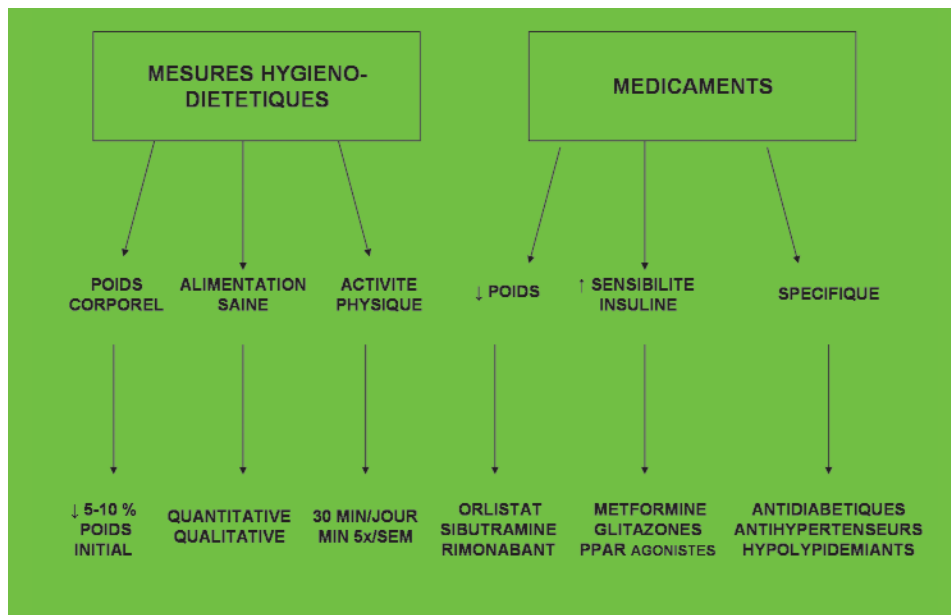 MESURES HYGIENO-
DIETETIQUES
MEDICAMENTS
POIDS
CORPOREL
ALIMENTATION
SAINE
ACTIVITE
PHYSIQUE
↓ POIDS
↑ SENSIBILITE
INSULINE
SPECIFIQUE
↓ 5-10 %
POIDS
INITIAL
QUANTITATIVE
QUALITATIVE
30 MIN/JOUR
MIN 5x/SEM
ORLISTAT
SIBUTRAMINE
RIMONABANT
METFORMINE
GLITAZONES
PPAR AGONISTES
ANTIDIABETIQUES
ANTIHYPERTENSEURS
HYPOLYPIDEMIANTS